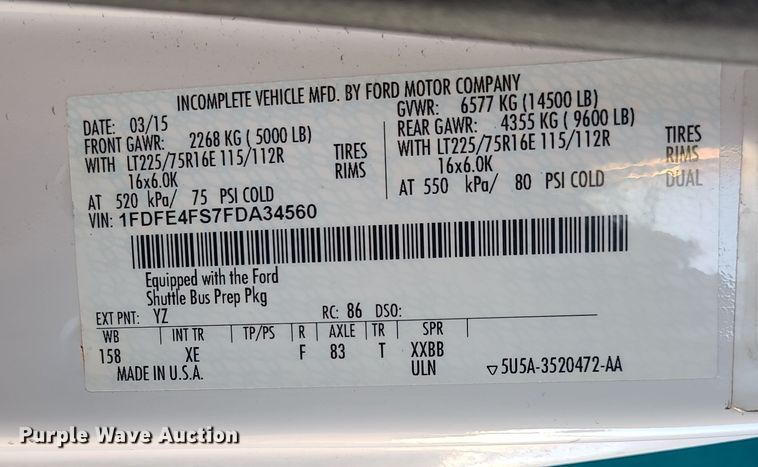 INCOMPLETE VEHICLE MFD. BY FORD MOTOR COMPANY
DATE: 03/15
GVWR: 6577 KG (14500 LB)
FRONT GAWR: 2268 KG ( 5000 LB)
REAR GAWR: 4355 KG ( 9600 LB)
WITH LT225/75R16E 115/112R TIRES
WITH LT225/75R16E 115/112R TIRES
16x6.0K RIMS
16x6.0K RIMS
AT 520 kPa/ 75 PSI COLD
AT 550 kPa/ 80 PSI COLD DUAL
VIN: 1FDFE4FS7FDA34560
Equipped with the Ford
Shuttle Bus Prep Pkg
EXT PNT: YZ RC: 86 DSO:
WB INT TR TP/PS R AXLE TR SPR
158 XE F 83 T XXBB
MADE IN U.S.A. ULN ▽5U5A-3520472-AA
Purple Wave Auction